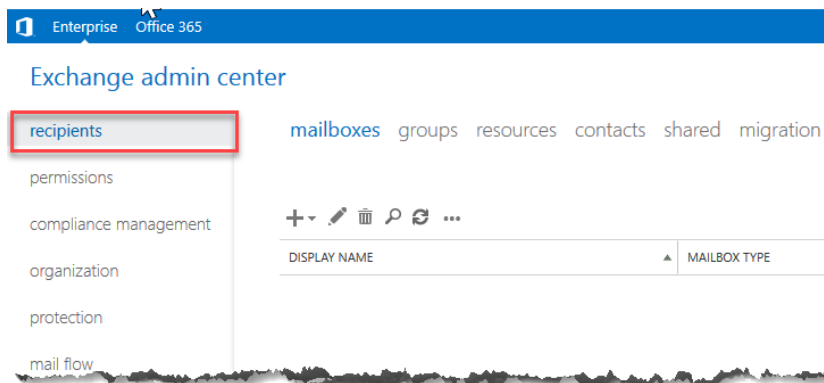 Enterprise Office 365
Exchange admin center
recipients
mailboxes groups resources contacts shared migration
permissions
compliance management
DISPLAY NAME MAILBOX TYPE
organization
protection
mail flow